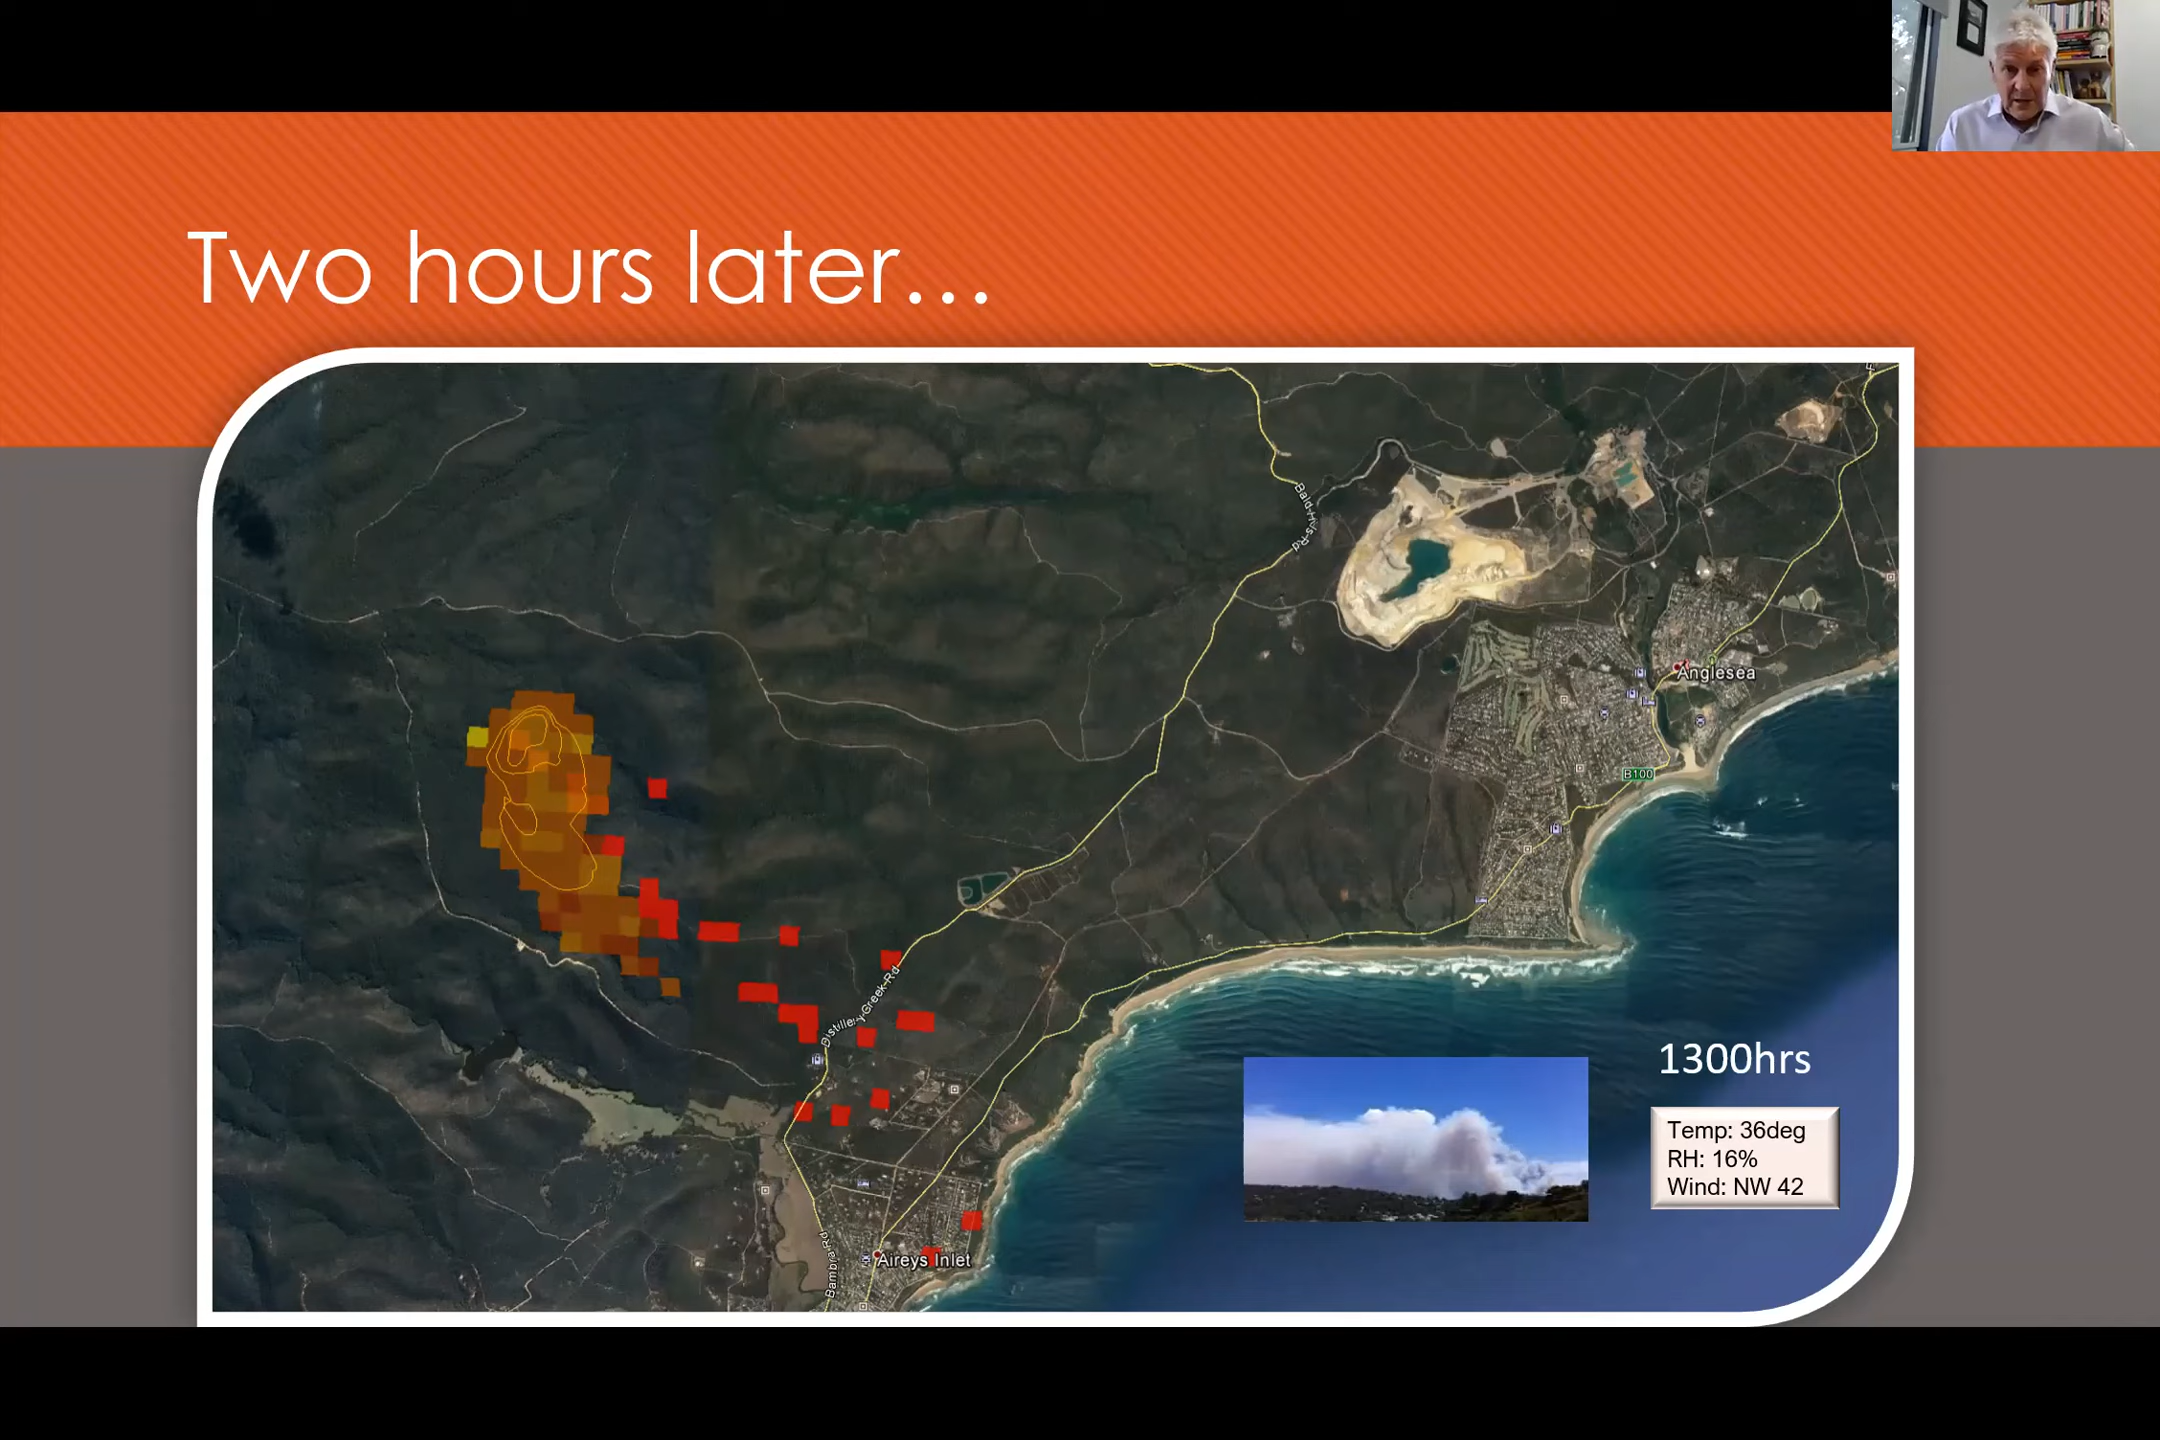 Two hours later...
Bald Hills Rd
Anglesea
B100
Distillery Creek Rd
1300hrs
Temp: 36deg
RH: 16%
Wind: NW 42
Bambra Rd
Aireys Inlet